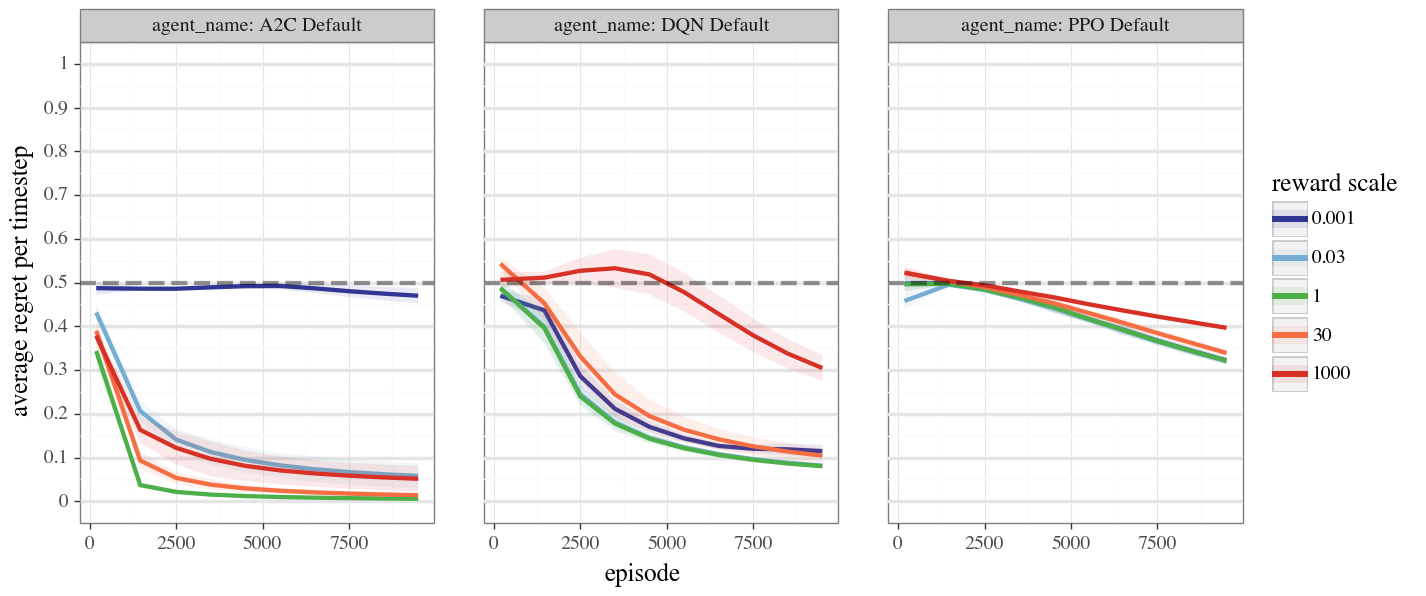 agent_name: A2C Default
agent_name: DQN Default
agent_name: PPO Default
average regret per timestep
1
0.9
0.8
0.7
0.6
0.5
0.4
0.3
0.2
0.1
0
0 2500 5000 7500
0 2500 5000 7500
0 2500 5000 7500
episode
reward scale
0.001
0.03
1
30
1000